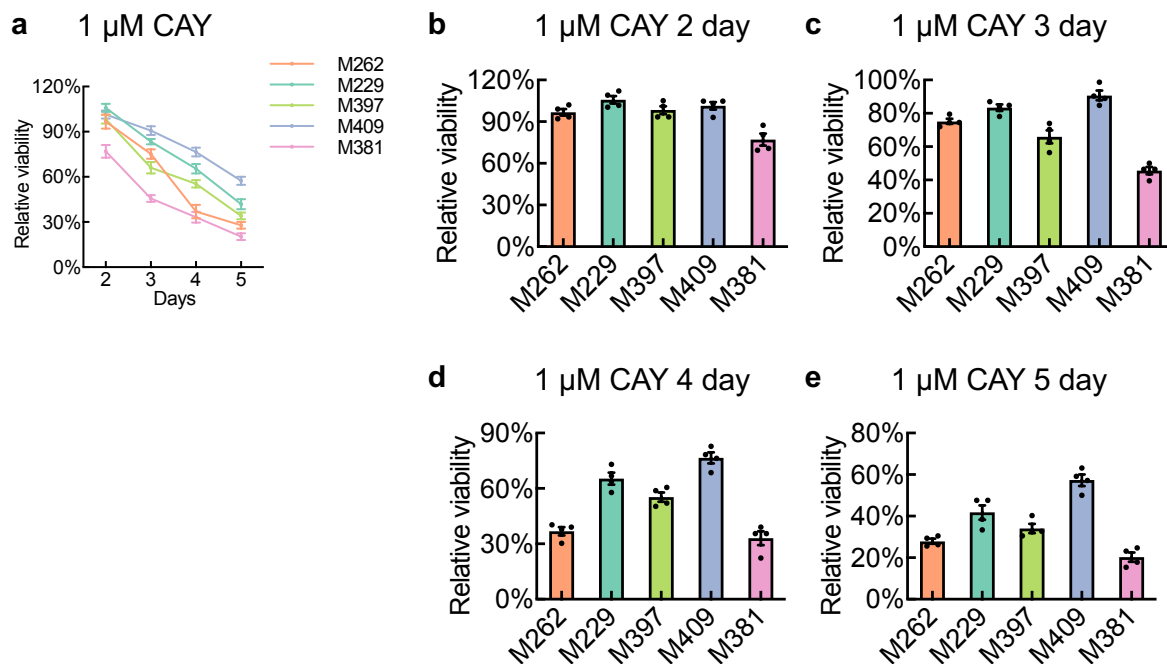 a 1 µM CAY
120%
90%
60%
30%
0%
Relative viability
2 3 4 5
Days
M262
M229
M397
M409
M381
b 1 µM CAY 2 day
120%
90%
60%
30%
0%
Relative viability
M262 M229 M397 M409 M381
c 1 µM CAY 3 day
100%
80%
60%
40%
20%
0%
Relative viability
M262 M229 M397 M409 M381
d 1 µM CAY 4 day
90%
60%
30%
0%
Relative viability
M262 M229 M397 M409 M381
e 1 µM CAY 5 day
80%
60%
40%
20%
0%
Relative viability
M262 M229 M397 M409 M381